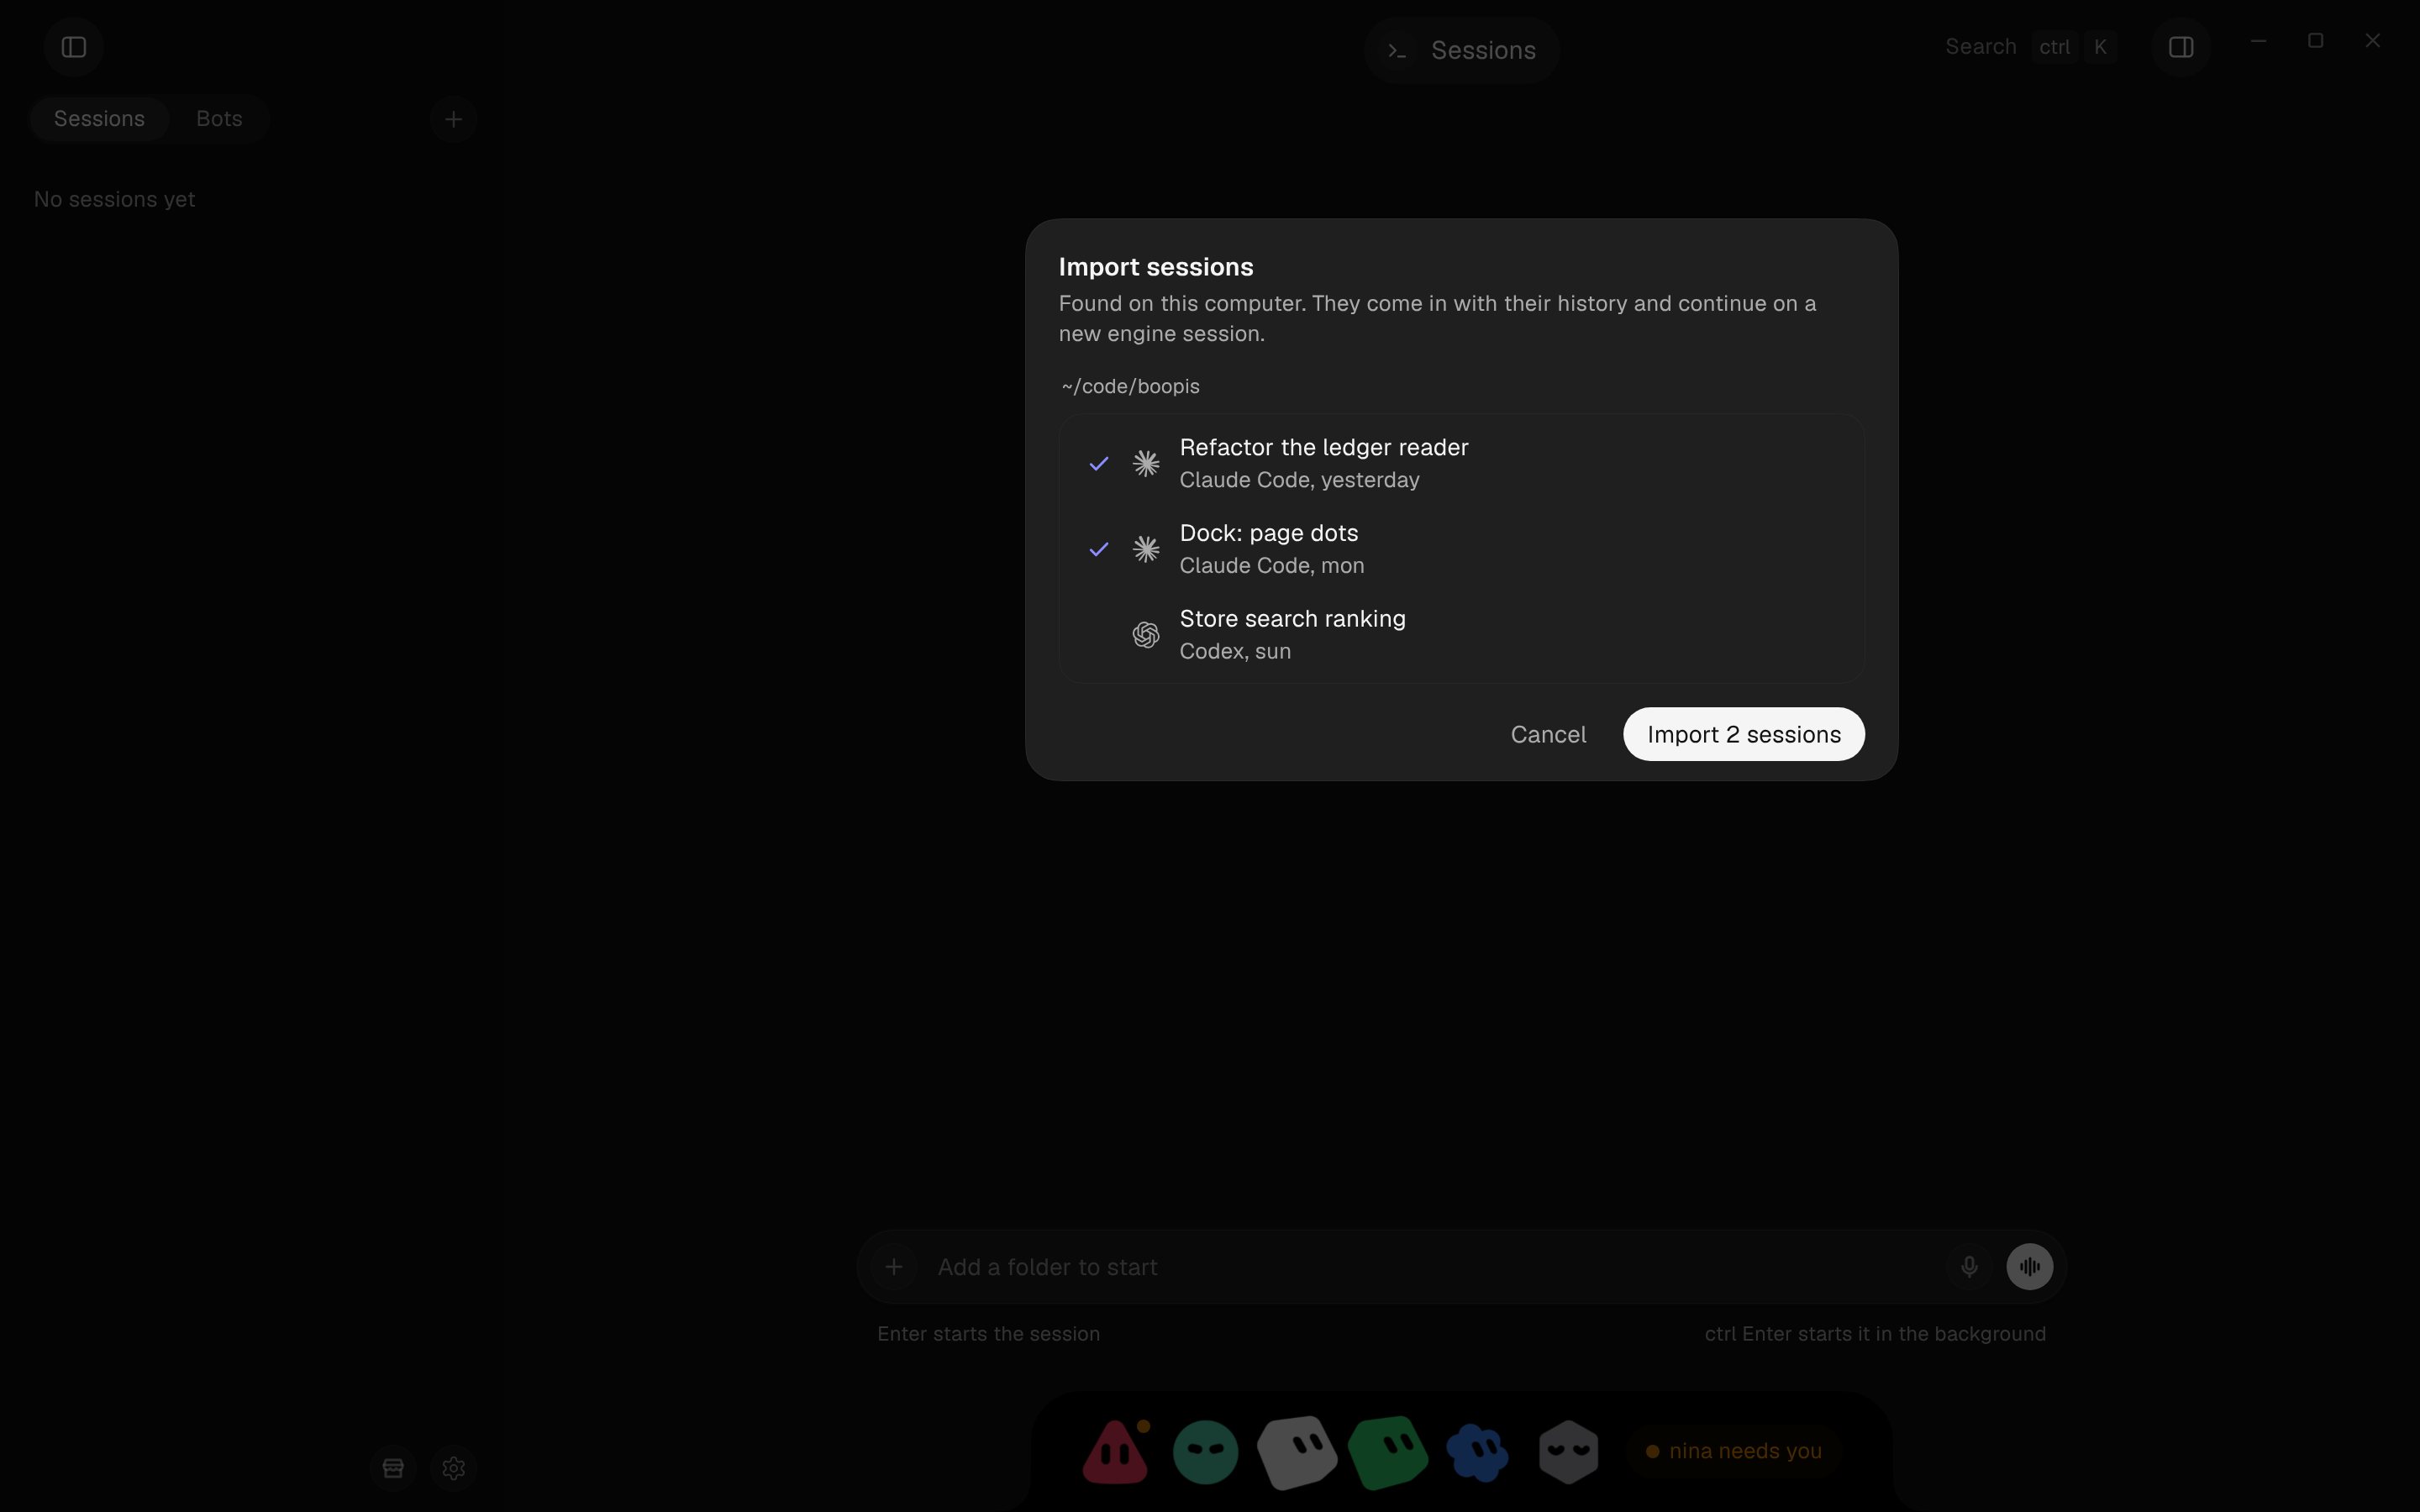 Sessions
Search ctrl K
Sessions Bots
No sessions yet
Import sessions
Found on this computer. They come in with their history and continue on a
new engine session.
~/code/boopis
Refactor the ledger reader
Claude Code, yesterday
Dock: page dots
Claude Code, mon
Store search ranking
Codex, sun
Cancel Import 2 sessions
Add a folder to start
Enter starts the session ctrl Enter starts it in the background
nina needs you